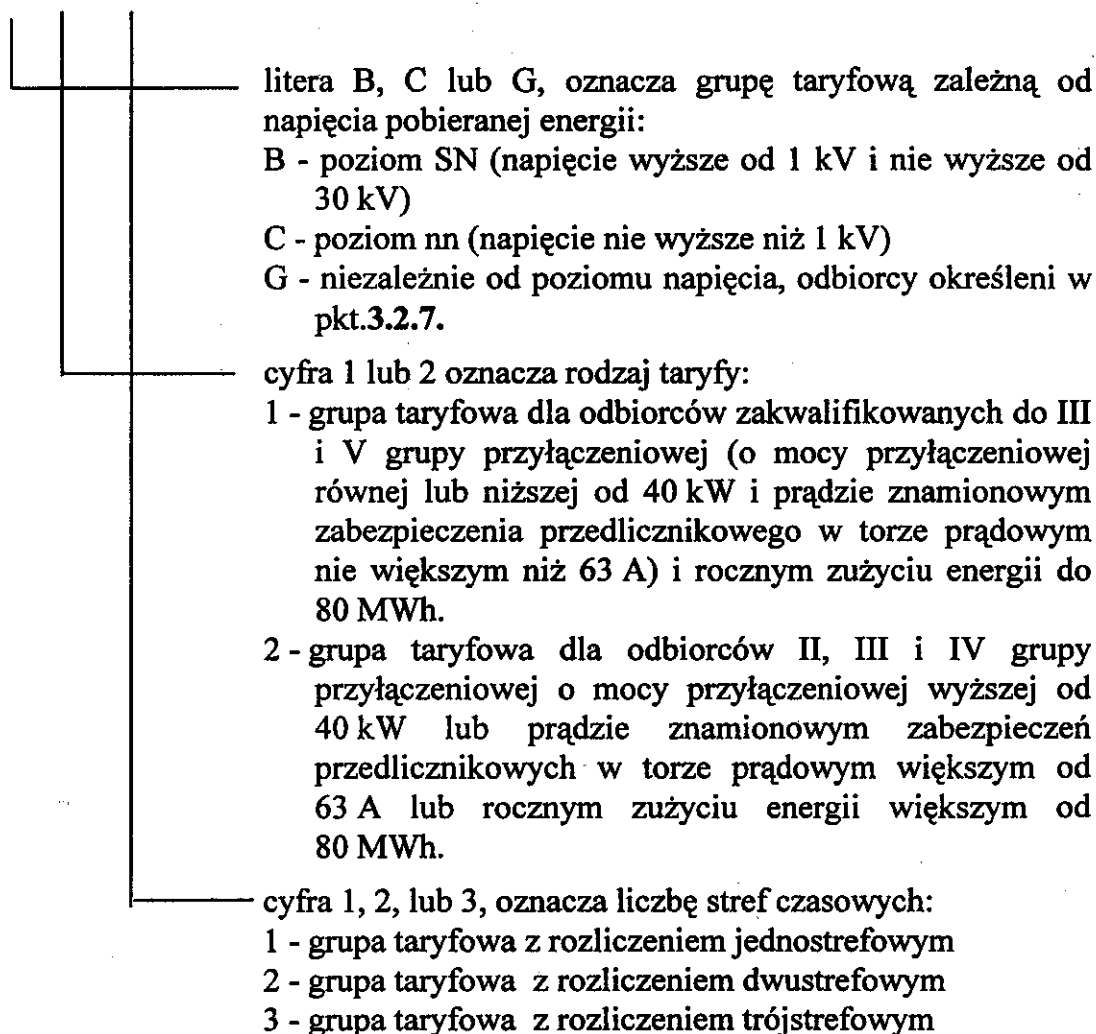 litera B, C lub G, oznacza grupę taryfową zależną od
napięcia pobieranej energii:
B - poziom SN (napięcie wyższe od 1 kV i nie wyższe od
30 kV)
C - poziom nn (napięcie nie wyższe niż 1 kV)
G - niezależnie od poziomu napięcia, odbiorcy określeni w
pkt.3.2.7.
cyfra 1 lub 2 oznacza rodzaj taryfy:
1 - grupa taryfowa dla odbiorców zakwalifikowanych do III
i V grupy przyłączeniowej (o mocy przyłączeniowej
równej lub niższej od 40 kW i prądzie znamionowym
zabezpieczenia przedlicznikowego w torze prądowym
nie większym niż 63 A) i rocznym zużyciu energii do
80 MWh.
2 - grupa taryfowa dla odbiorców II, III i IV grupy
przyłączeniowej o mocy przyłączeniowej wyższej od
40 kW lub prądzie znamionowym zabezpieczeń
przedlicznikowych w torze prądowym większym od
63 A lub rocznym zużyciu energii większym od
80 MWh.
cyfra 1, 2, lub 3, oznacza liczbę stref czasowych:
1 - grupa taryfowa z rozliczeniem jednostrefowym
2 - grupa taryfowa z rozliczeniem dwustrefowym
3 - grupa taryfowa z rozliczeniem trójstrefowym